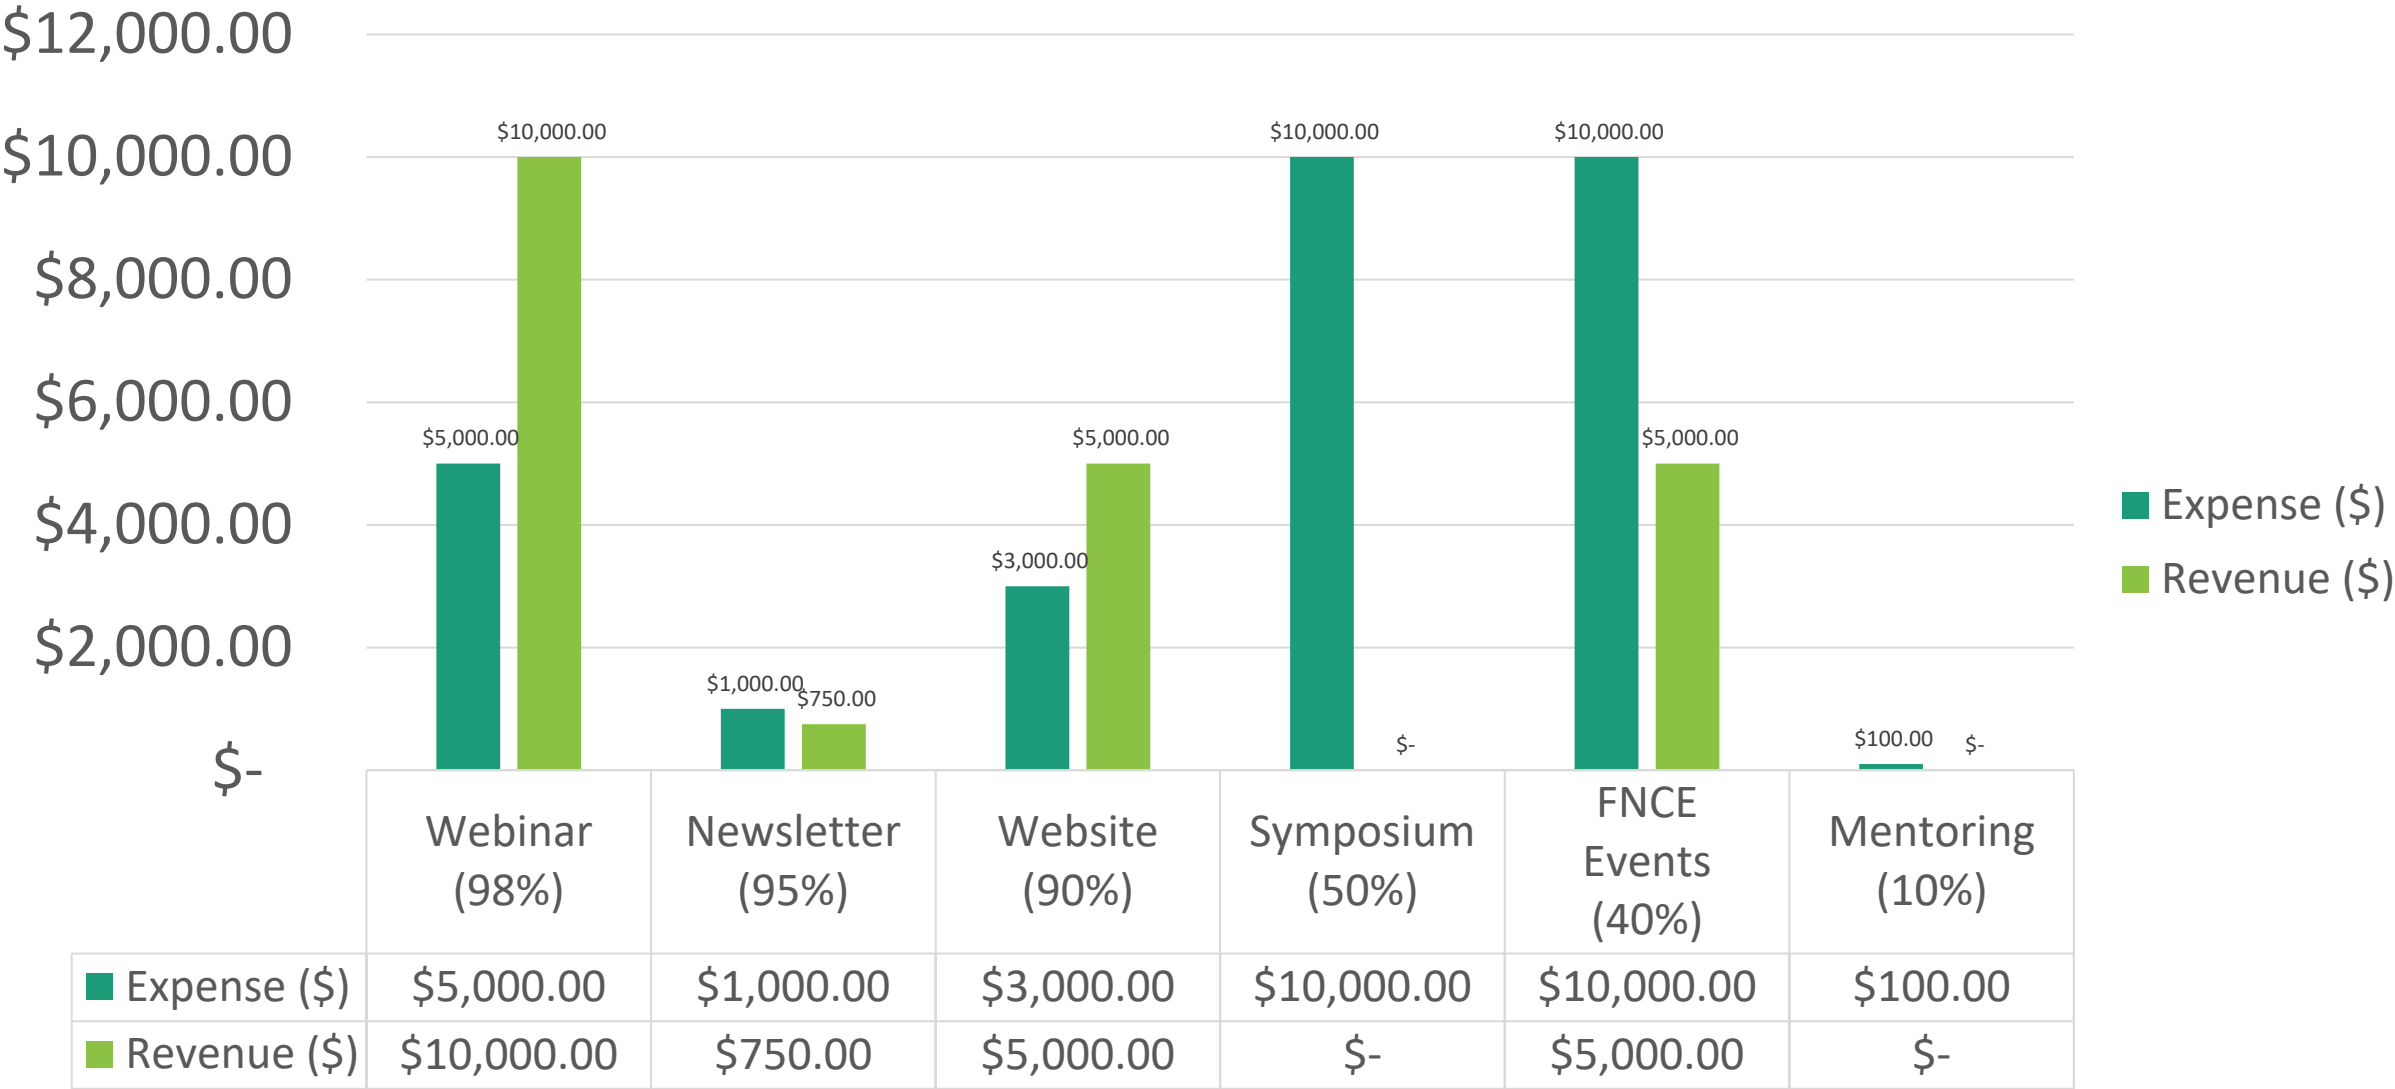 $12,000.00
$10,000.00
$8,000.00
$6,000.00
$4,000.00
$2,000.00
$-
$5,000.00
$10,000.00
$1,000.00
$750.00
$3,000.00
$5,000.00
$10,000.00
$-
$10,000.00
$5,000.00
$100.00
$-
Expense ($)
Revenue ($)
Webinar
(98%)
Newsletter
(95%)
Website
(90%)
Symposium
(50%)
FNCE
Events
(40%)
Mentoring
(10%)
Expense ($) $5,000.00 $1,000.00 $3,000.00 $10,000.00 $10,000.00 $100.00
Revenue ($) $10,000.00 $750.00 $5,000.00 $- $5,000.00 $-